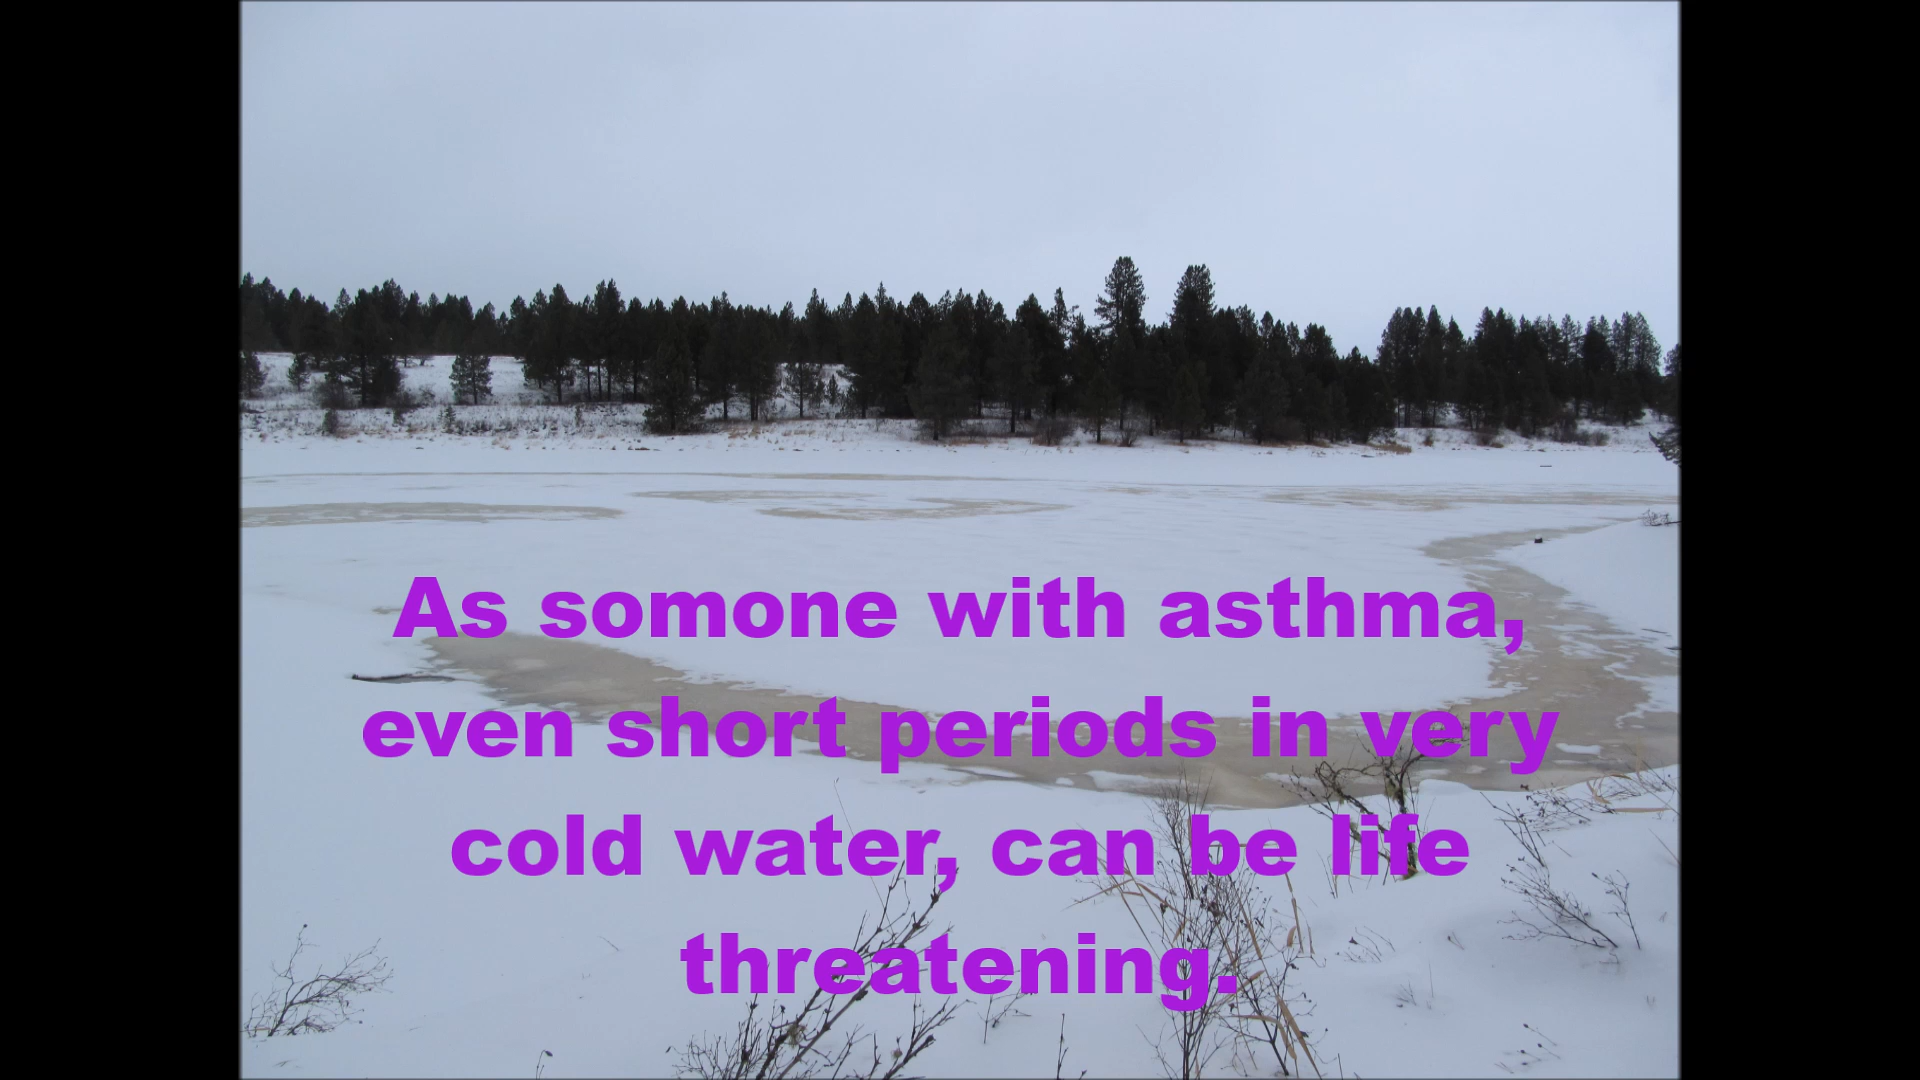 As somone with asthma,
even short periods in very
cold water, can be life
threatening.